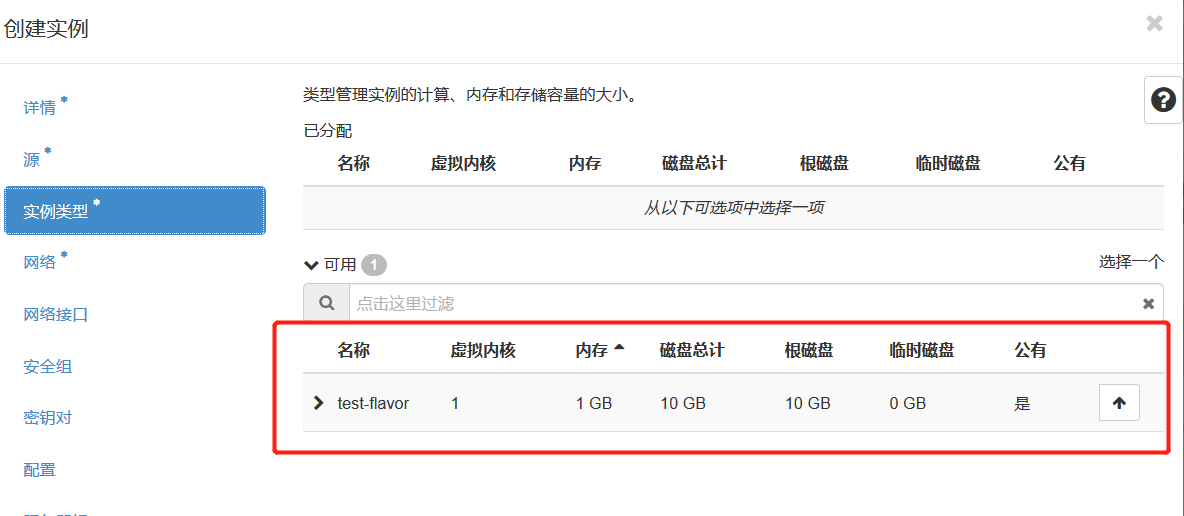 创建实例
详情 *
源 *
实例类型 *
网络 *
网络接口
安全组
密钥对
配置
类型管理实例的计算、内存和存储容量的大小。
已分配
名称 虚拟内核 内存 磁盘总计 根磁盘 临时磁盘 公有
从以下可选项中选择一项
可用 1
选择一个
点击这里过滤
名称 虚拟内核 内存 磁盘总计 根磁盘 临时磁盘 公有
test-flavor 1 1 GB 10 GB 10 GB 0 GB 是